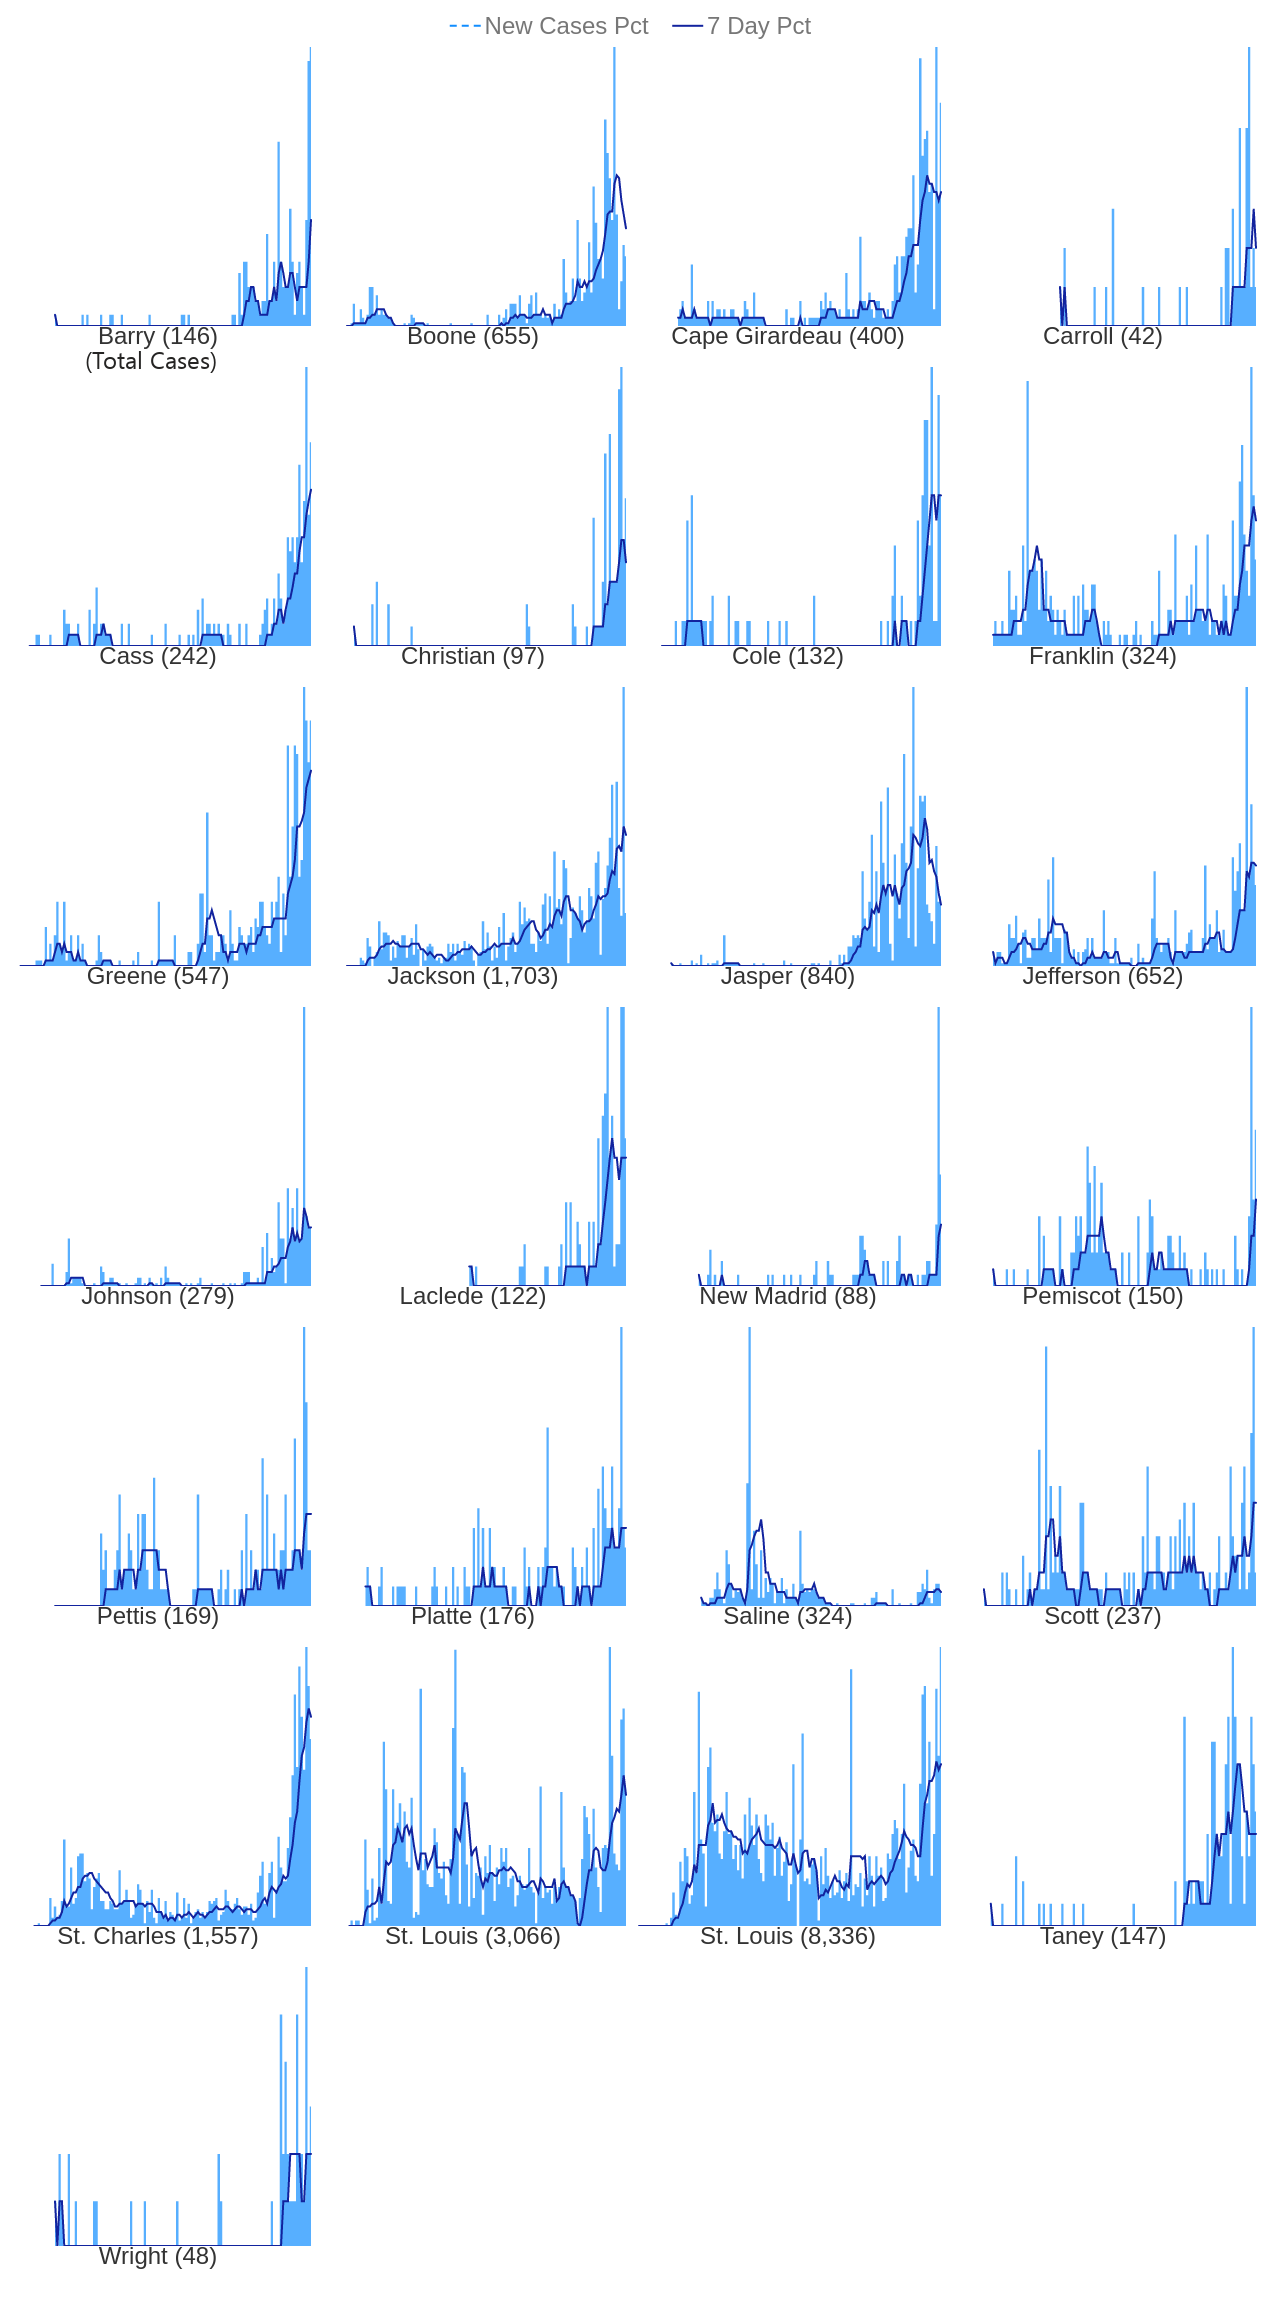 New Cases Pct 7 Day Pct
Barry (146) Boone (655) Cape Girardeau (400) Carroll (42)
(Total Cases)
Cass (242) Christian (97) Cole (132) Franklin (324)
Greene (547) Jackson (1,703) Jasper (840) Jefferson (652)
Johnson (279) Laclede (122) New Madrid (88) Pemiscot (150)
Pettis (169) Platte (176) Saline (324) Scott (237)
St. Charles (1,557) St. Louis (3,066) St. Louis (8,336) Taney (147)
Wright (48)